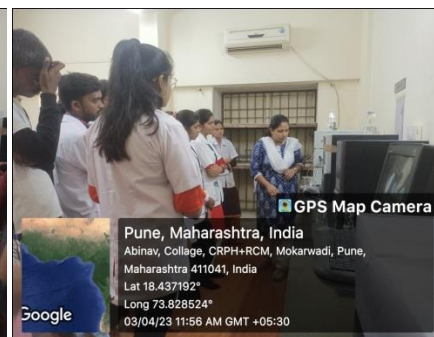 GPS Map Camera
Pune, Maharashtra, India
Abinav, Collage, CRPH+RCM, Mokarwadi, Pune,
Maharashtra 411041, India
Lat 18.437192°
Long 73.828524°
03/04/23 11:56 AM GMT +05:30
Google